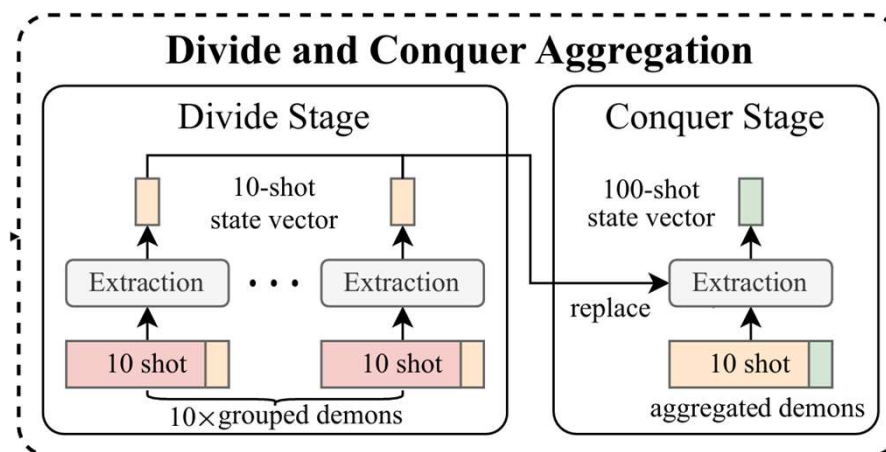 Divide and Conquer Aggregation
Divide Stage
10-shot
state vector
Extraction
...
Extraction
10 shot
10 shot
10×grouped demons
Conquer Stage
100-shot
state vector
Extraction
replace
10 shot
aggregated demons